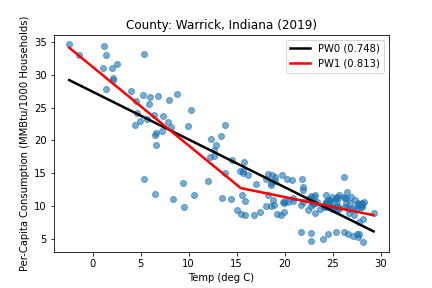 County: Warrick, Indiana (2019)
PW0 (0.748)
PW1 (0.813)
Per-Capita Consumption (MMBtu/1000 Households)
35
30
25
20
15
10
5
0 5 10 15 20 25 30
Temp (deg C)